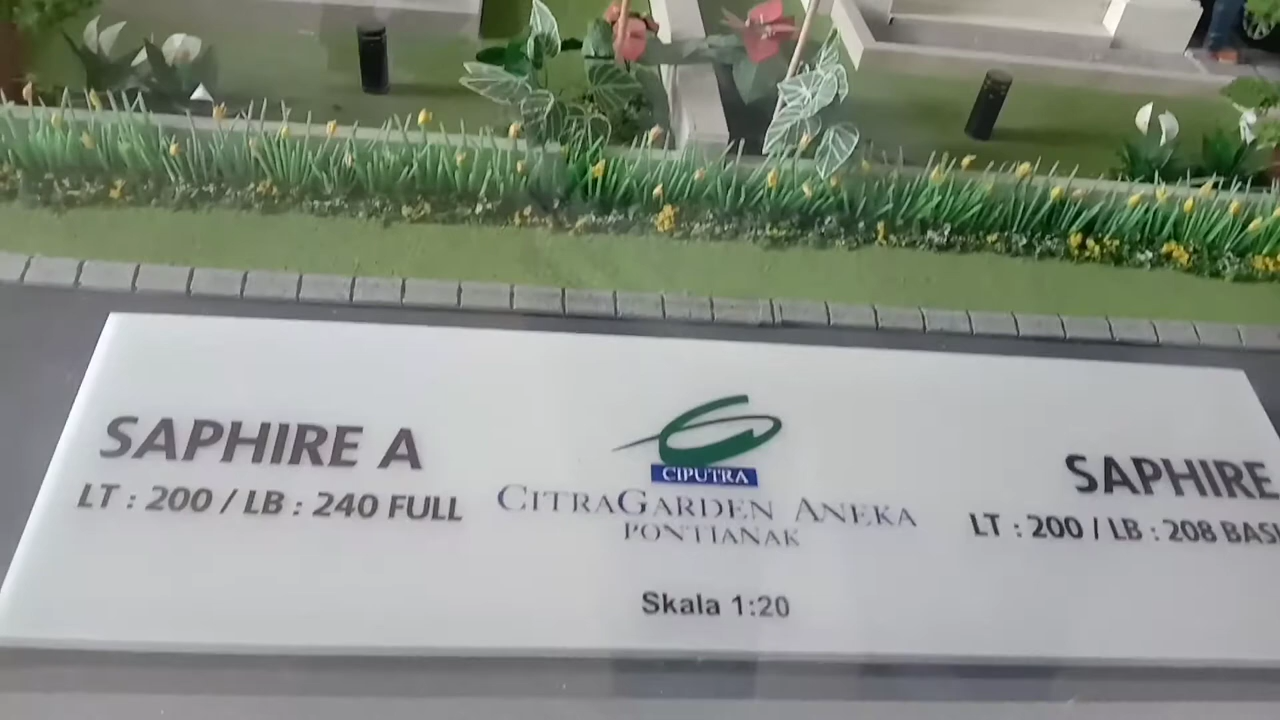 SAPHIRE A
LT : 200 / LB : 240 FULL
CIPUTRA
CITRAGARDEN ANEKA
PONTIANAK
Skala 1:20
SAPHIRE
LT : 200 / LB : 208